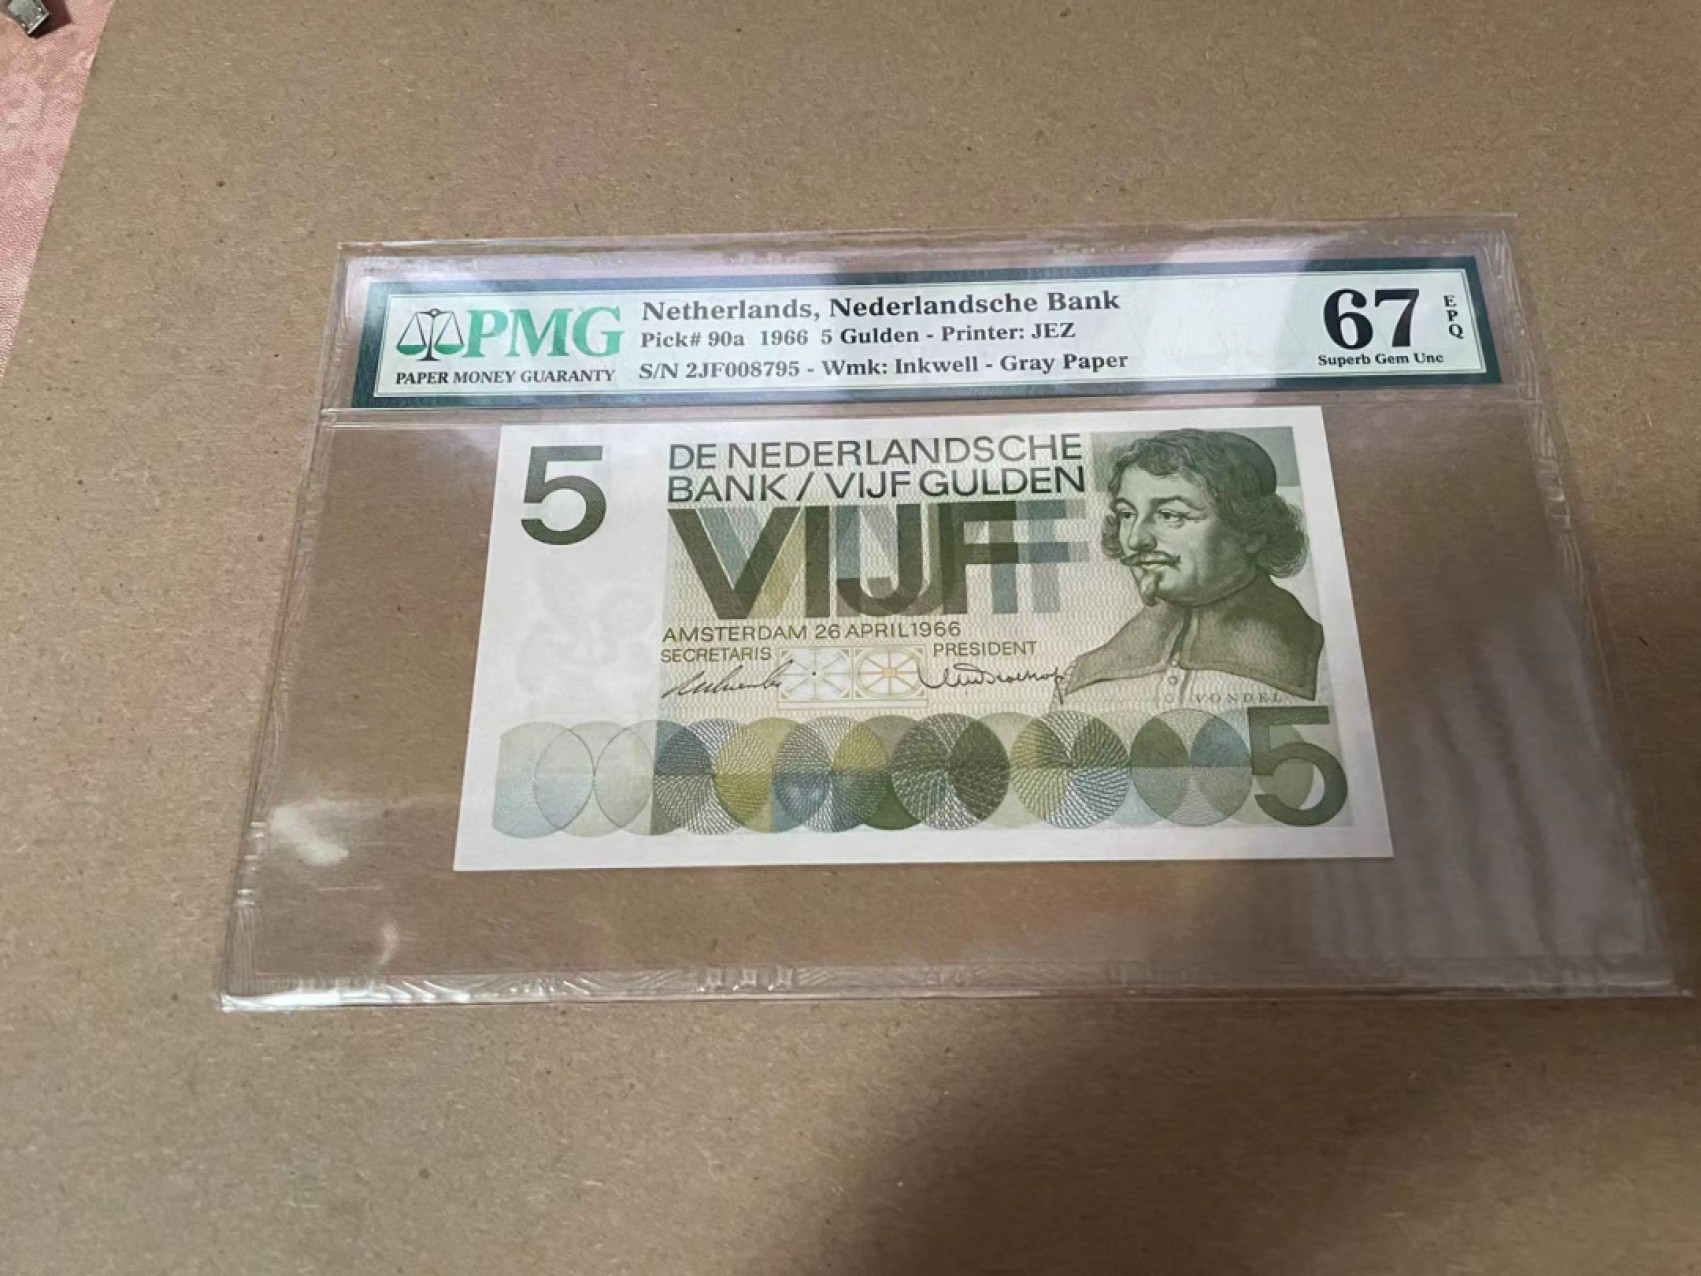 PMG
PAPER MONEY GUARANTY
Netherlands, Nederlandsche Bank
Pick# 90a 1966 5 Gulden - Printer: JEZ
S/N 2JF008795 - Wmk: Inkwell - Gray Paper
67
EPQ
Superb Gem Unc
5
DE NEDERLANDSCHE
BANK / VIJF GULDEN
VIJF
AMSTERDAM 26 APRIL 1966
SECRETARIS PRESIDENT
VONDEL
5